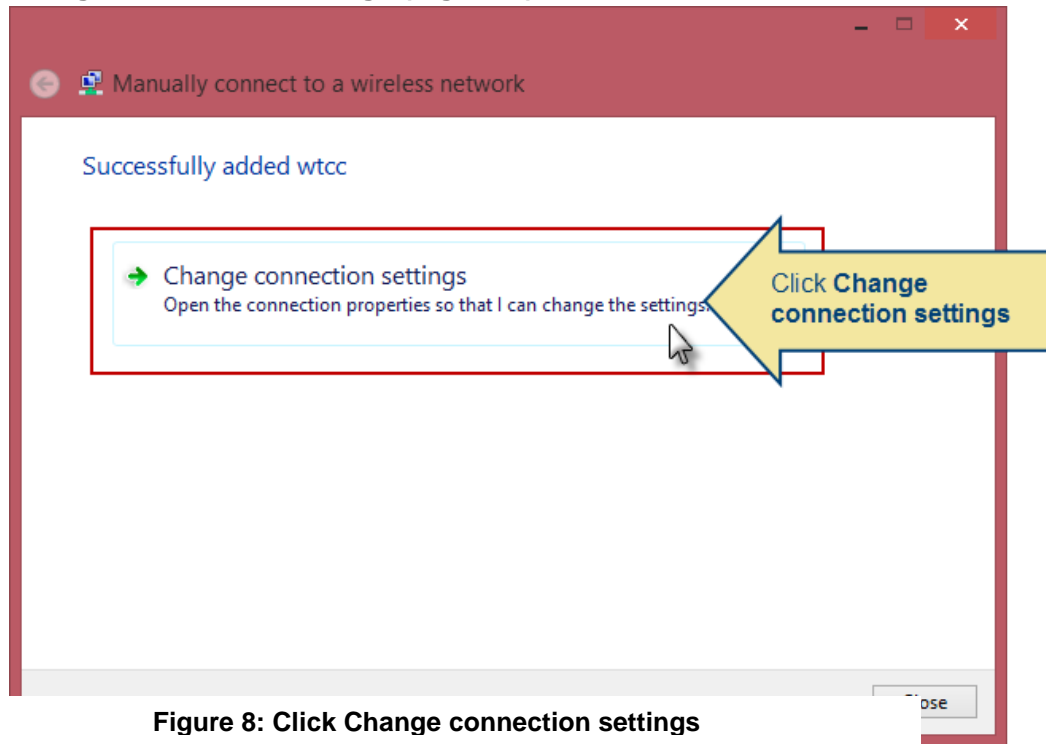 Manually connect to a wireless network
Successfully added wtcc
Change connection settings
Open the connection properties so that I can change the settings.
Click Change
connection settings
Figure 8: Click Change connection settings